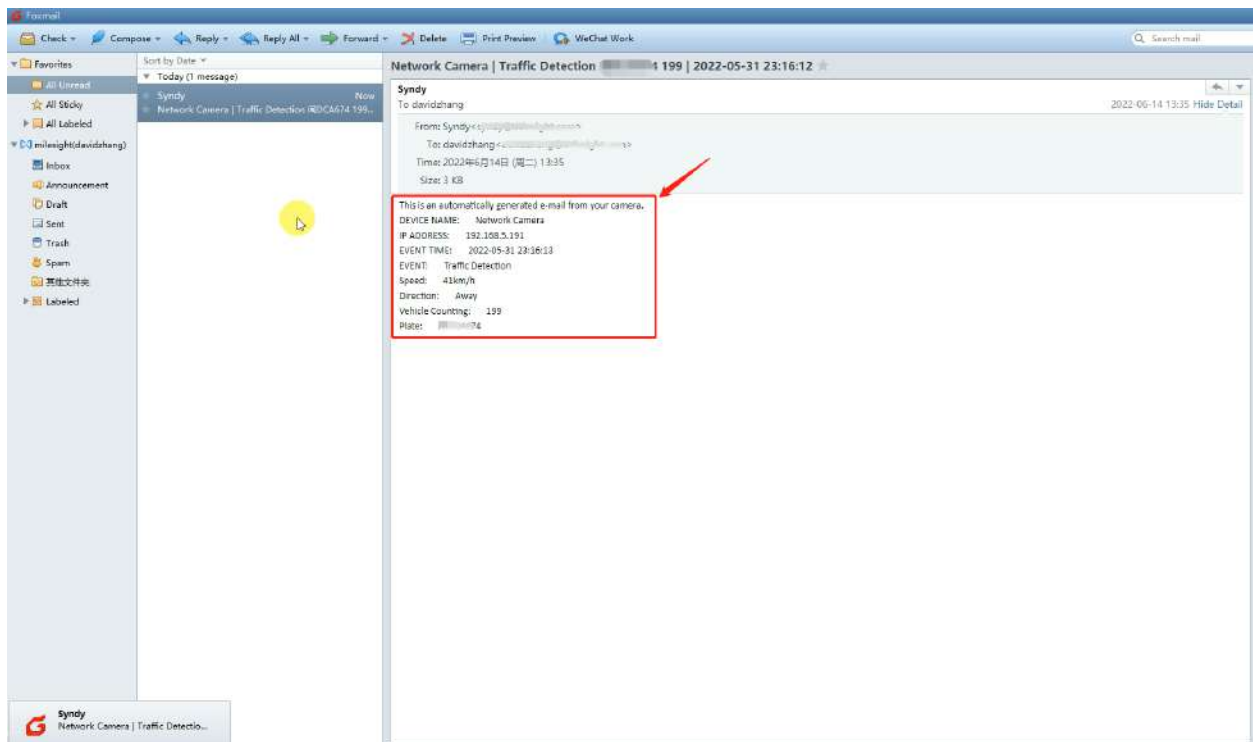 Foxmail
Check
Compose
Reply
Reply All
Forward
Delete
Print Preview
WeChat Work
Search mail
Favorites
All Unread
All Sticky
All Labeled
milesight(davidzhang)
Inbox
Announcement
Draft
Sent
Trash
Spam
其他文件夹
Labeled
Sort by Date
Today (1 message)
Syndy Now
Network Camera | Traffic Detection 199..
Network Camera | Traffic Detection 4 199 | 2022-05-31 23:16:12
Syndy
To davidzhang
2022-06-14 13:35 Hide Detail
From: Syndy<
To: davidzhang<
Time: 2022年6月14日 (周二) 13:35
Size: 3 KB
This is an automatically generated e-mail from your camera.
DEVICE NAME: Network Camera
IP ADDRESS: 192.168.5.191
EVENT TIME: 2022-05-31 23:16:13
EVENT: Traffic Detection
Speed: 41km/h
Direction: Away
Vehicle Counting: 199
Plate: 74
Syndy
Network Camera | Traffic Detectio...